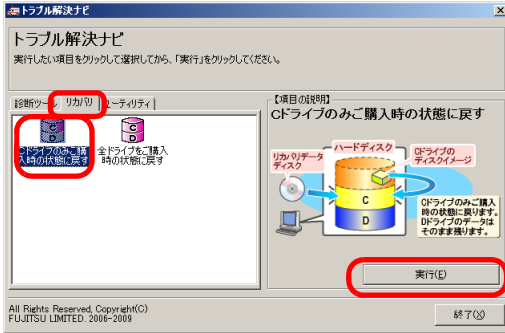 トラブル解決ナビ
トラブル解決ナビ
実行したい項目をクリックして選択してから、「実行」をクリックしてください。
診断ツール
リカバリ
ユーティリティ
Cドライブのみご購
入時の状態に戻す
全ドライブをご購入
時の状態に戻す
【項目の説明】
Cドライブのみご購入時の状態に戻す
リカバリデータ
ディスク
ハードディスク
Cドライブの
ディスクイメージ
C
D
Cドライブのみご購入
時の状態に戻ります。
Dドライブのデータは
そのまま残ります。
実行(E)
All Rights Reserved, Copyright(C)
FUJITSU LIMITED. 2006-2009
終了(X)